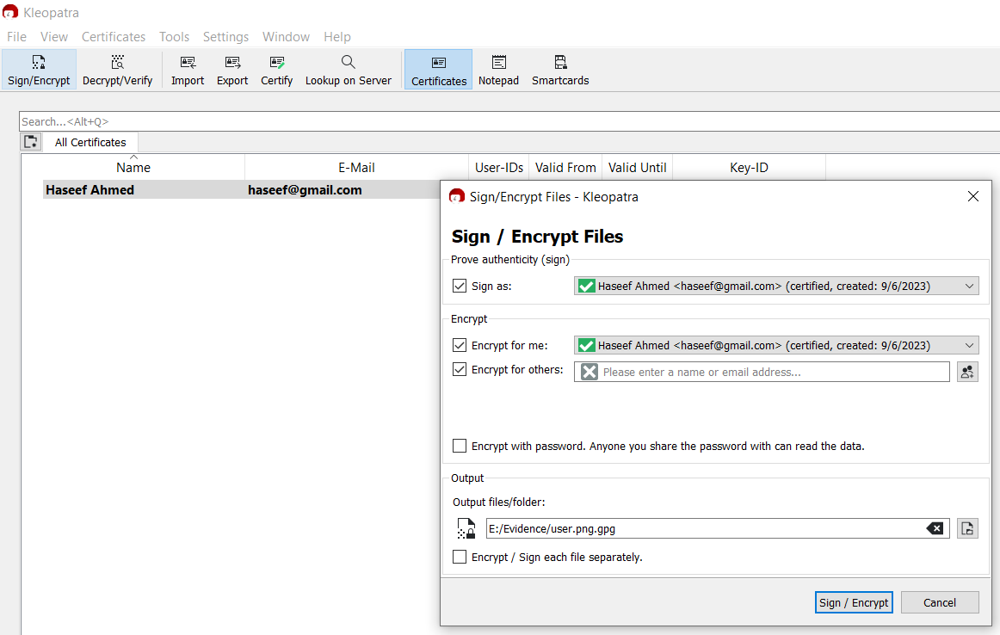 Kleopatra
File View Certificates Tools Settings Window Help
Sign/Encrypt Decrypt/Verify Import Export Certify Lookup on Server Certificates Notepad Smartcards
Search...<Alt+Q>
All Certificates
Name E-Mail User-IDs Valid From Valid Until Key-ID
Haseef Ahmed haseef@gmail.com
Sign/Encrypt Files - Kleopatra
Sign / Encrypt Files
Prove authenticity (sign)
Sign as: Haseef Ahmed <haseef@gmail.com> (certified, created: 9/6/2023)
Encrypt
Encrypt for me: Haseef Ahmed <haseef@gmail.com> (certified, created: 9/6/2023)
Encrypt for others: Please enter a name or email address...
Encrypt with password. Anyone you share the password with can read the data.
Output
Output files/folder:
E:/Evidence/user.png.gpg
Encrypt / Sign each file separately.
Sign / Encrypt Cancel